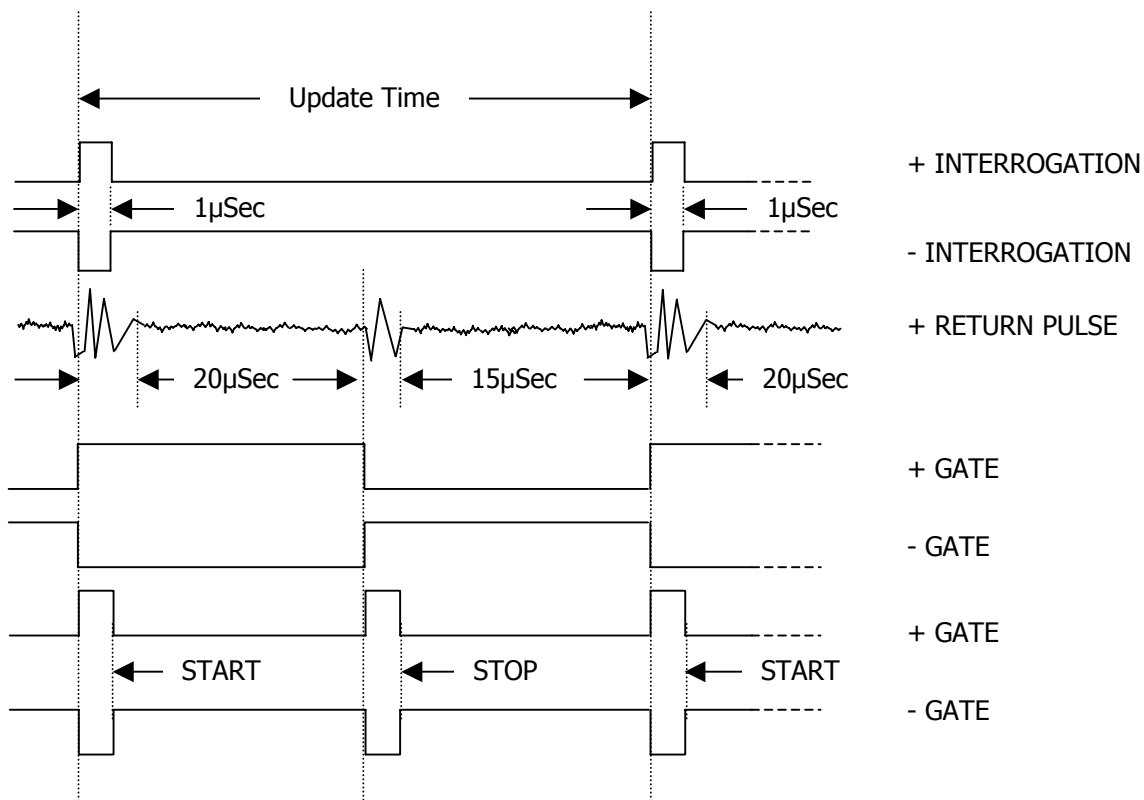 Update Time
+ INTERROGATION
1µSec
1µSec
- INTERROGATION
+ RETURN PULSE
20µSec
15µSec
20µSec
+ GATE
- GATE
+ GATE
START
STOP
START
- GATE